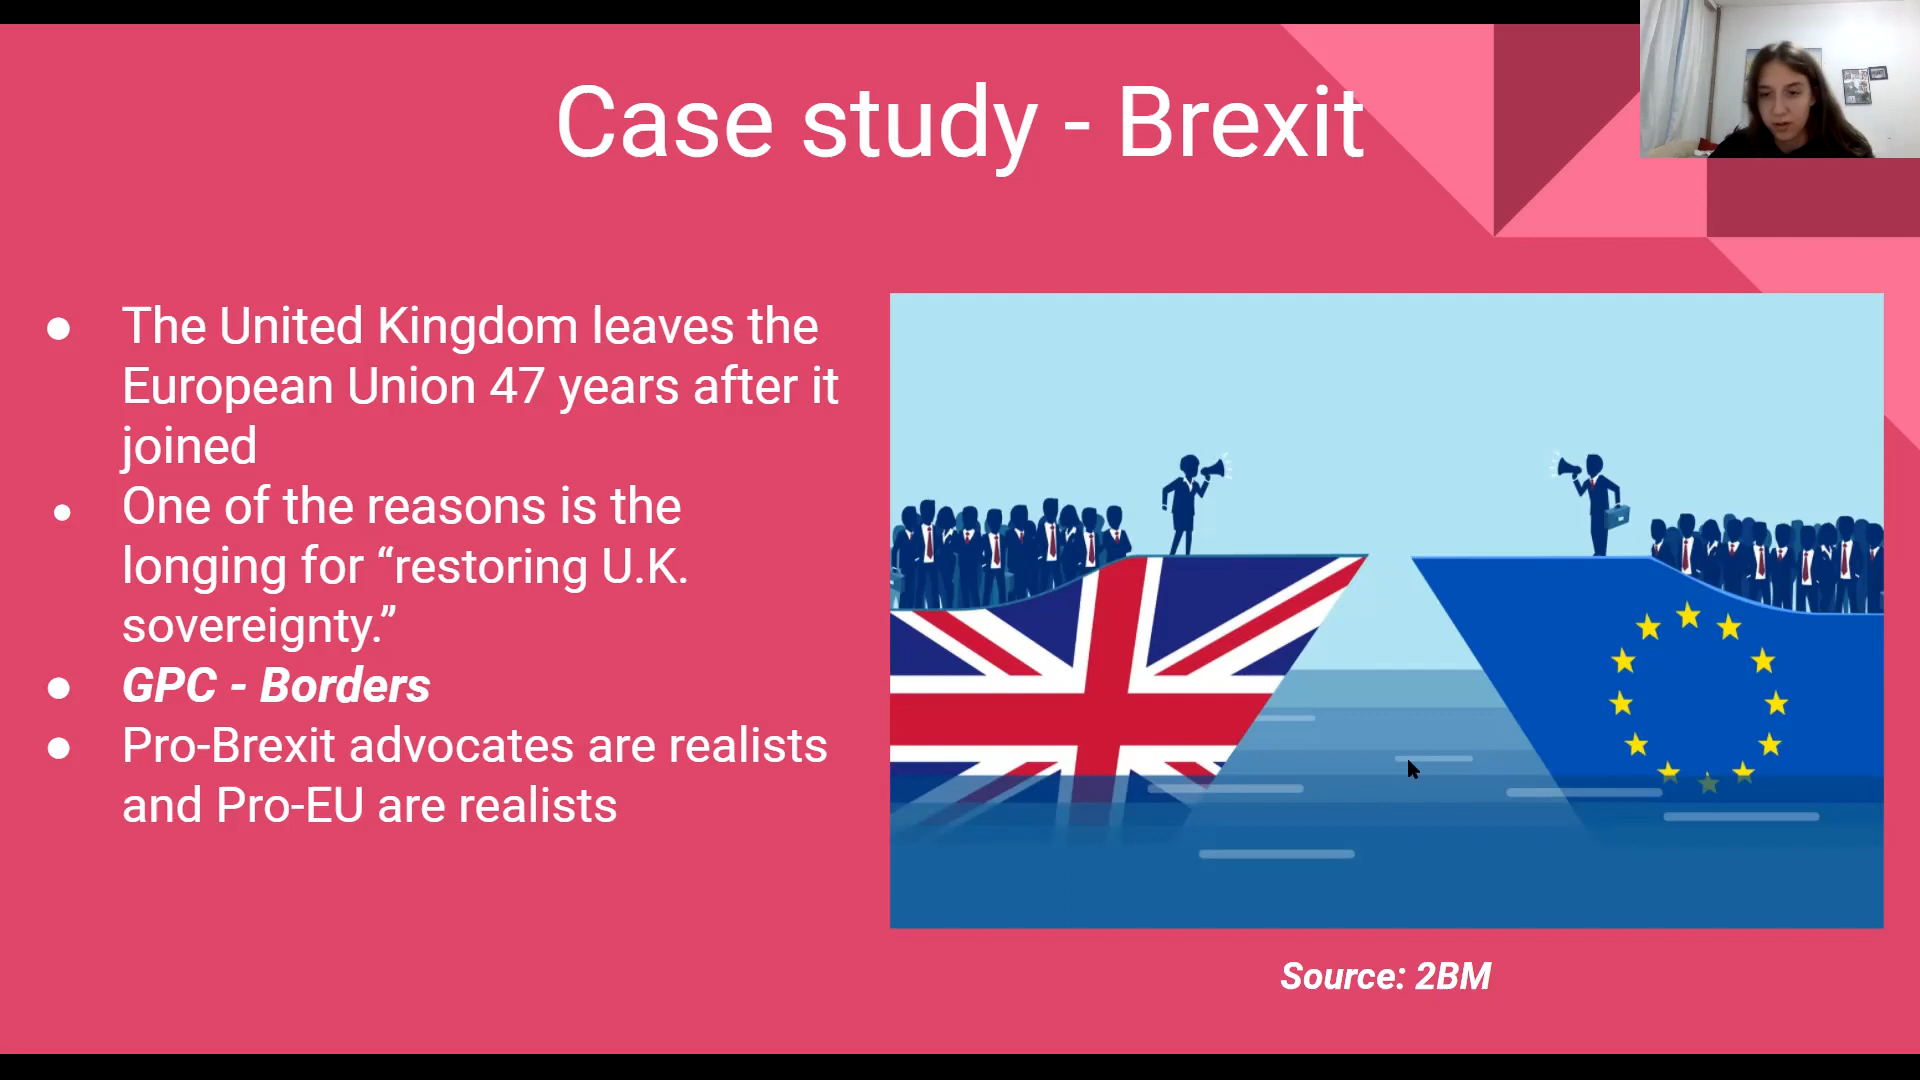 Case study - Brexit
● The United Kingdom leaves the
European Union 47 years after it
joined
● One of the reasons is the
longing for “restoring U.K.
sovereignty.”
● GPC - Borders
● Pro-Brexit advocates are realists
and Pro-EU are realists
Source: 2BM